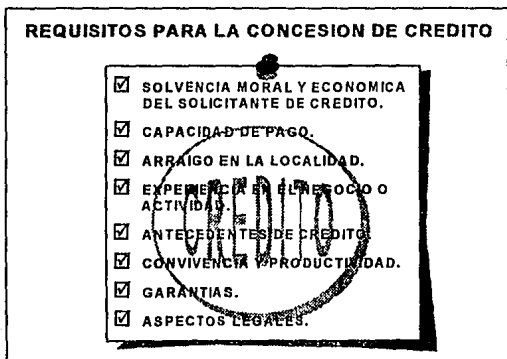 REQUISITOS PARA LA CONCESION DE CREDITO
SOLVENCIA MORAL Y ECONOMICA
DEL SOLICITANTE DE CREDITO.
CAPACIDAD DE PAGO.
ARRAIGO EN LA LOCALIDAD.
EXPERIENCIA EN EL NEGOCIO O
ACTIVIDAD.
ANTECEDENTES DE CREDITO.
CONVIVENCIA Y PRODUCTIVIDAD.
GARANTIAS.
ASPECTOS LEGALES.
CREDITO